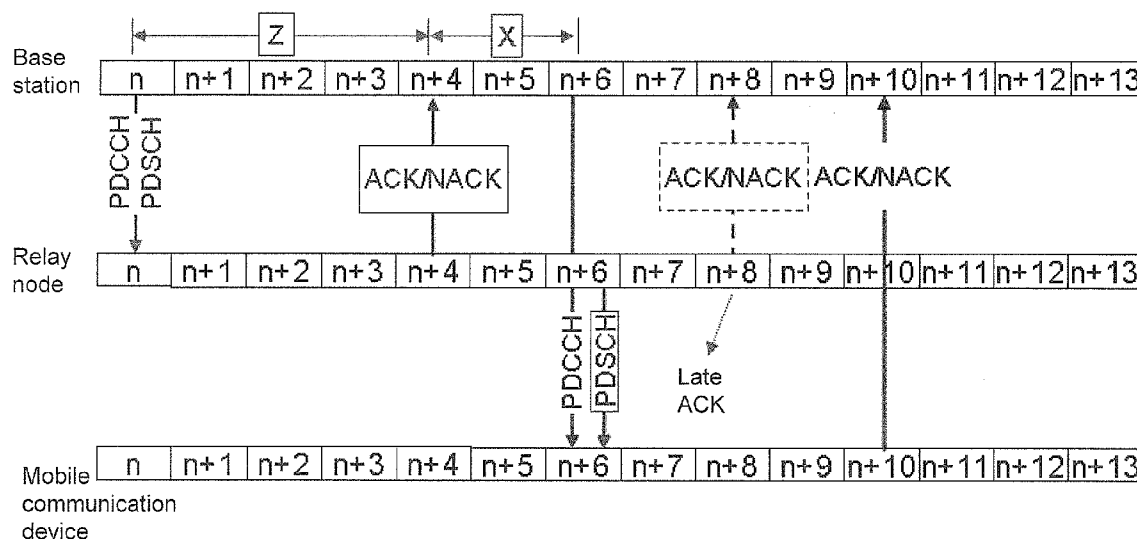 Z
X
Base
station
n n+1 n+2 n+3 n+4 n+5 n+6 n+7 n+8 n+9 n+10 n+11 n+12 n+13
PDCCH
PDSCH
ACK/NACK
ACK/NACK
ACK/NACK
Relay
node
n n+1 n+2 n+3 n+4 n+5 n+6 n+7 n+8 n+9 n+10 n+11 n+12 n+13
PDCCH
PDSCH
Late
ACK
n n+1 n+2 n+3 n+4 n+5 n+6 n+7 n+8 n+9 n+10 n+11 n+12 n+13
Mobile
communication
device